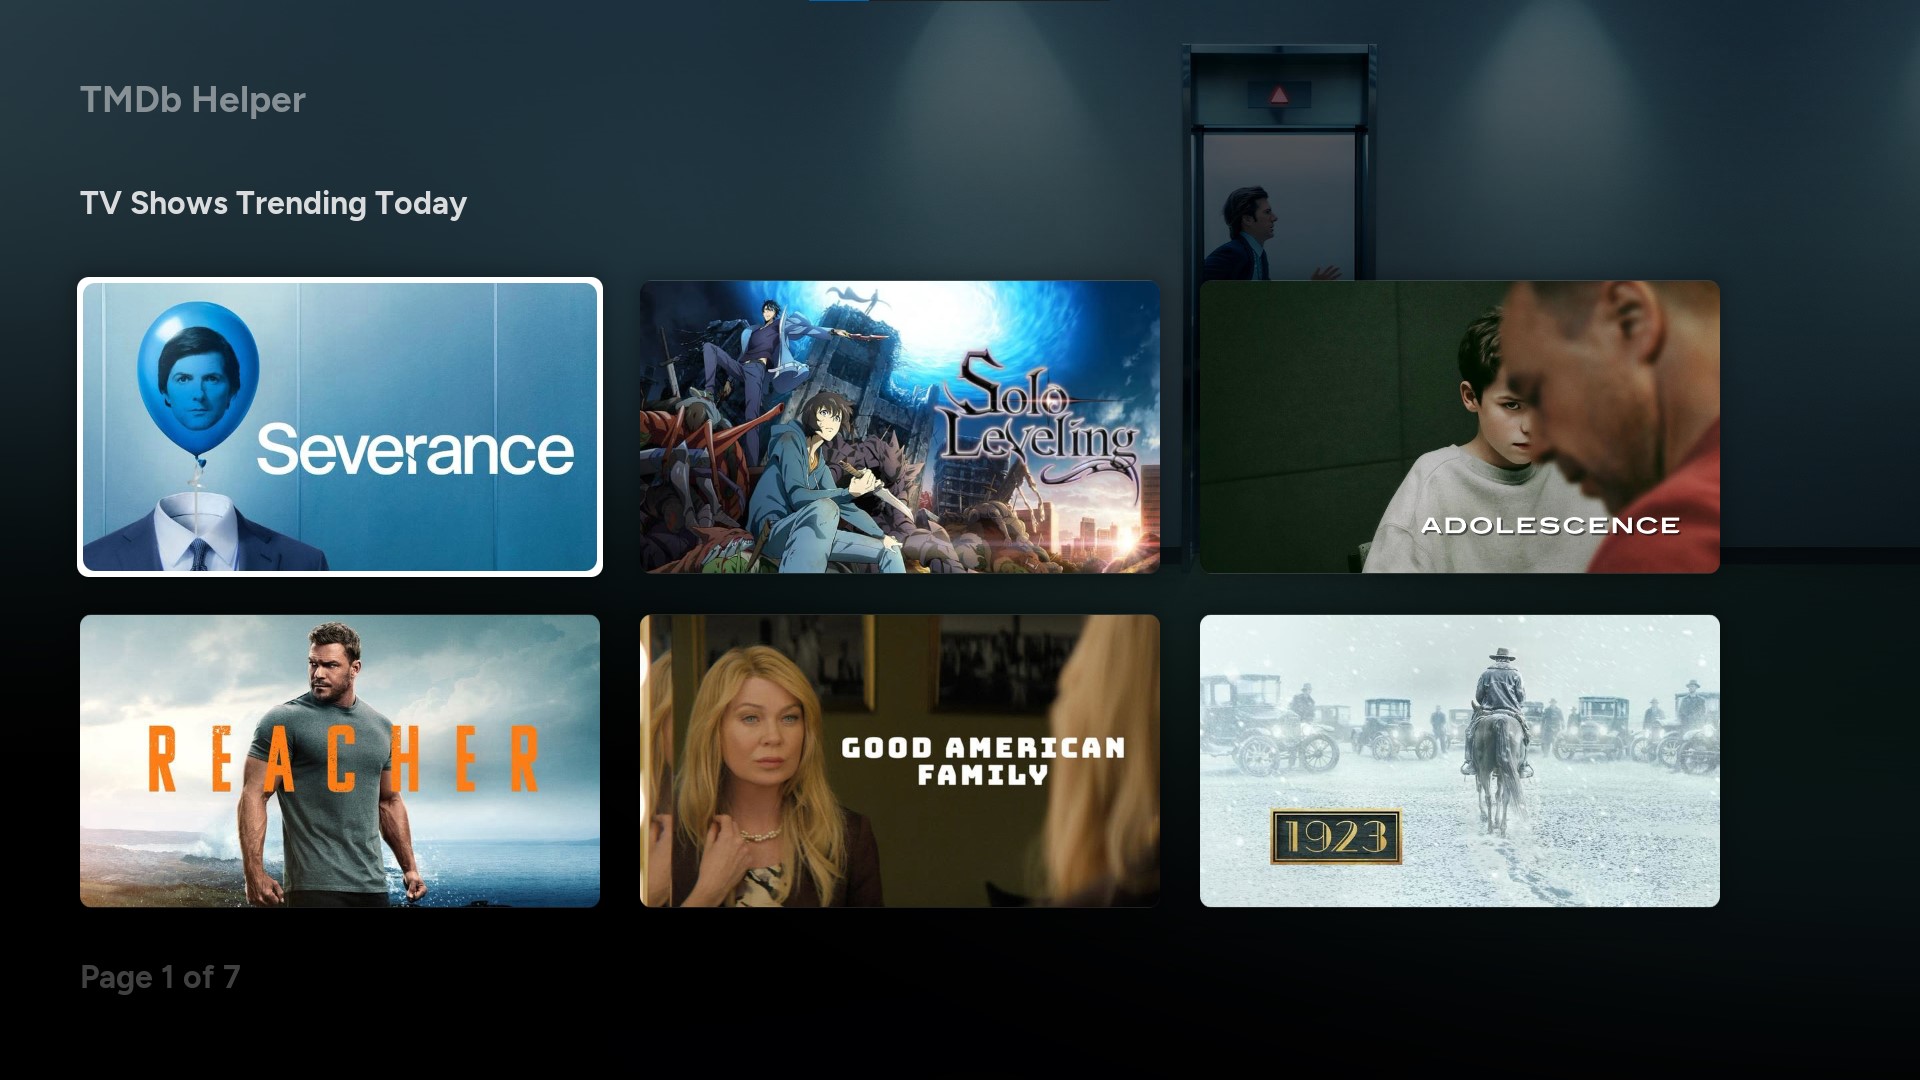 TMDb Helper
TV Shows Trending Today
Severance
Solo
Leveling
ADOLESCENCE
REACHER
GOOD AMERICAN
FAMILY
1923
Page 1 of 7